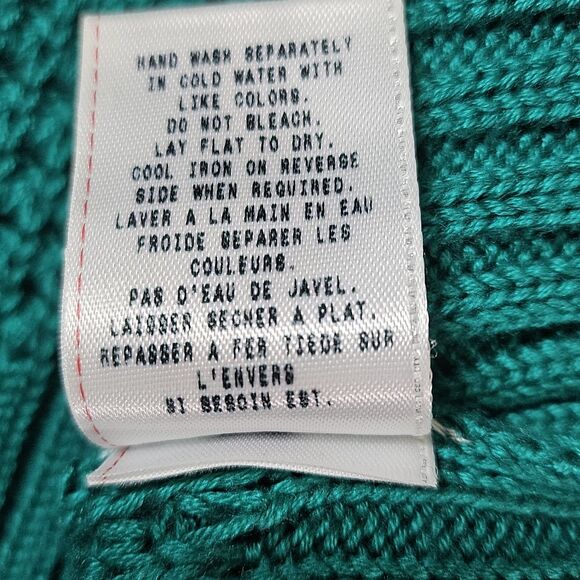 HAND WASH SEPARATELY
IN COLD WATER WITH
LIKE COLORS.
DO NOT BLEACH.
LAY FLAT TO DRY.
COOL IRON ON REVERSE
SIDE WHEN REQUIRED.
LAVER A LA MAIN EN EAU
FROIDE SEPARER LES
COULEURS.
PAS D'EAU DE JAVEL.
LAISSER SECHER A PLAT.
REPASSER A FER TIEDE SUR
L'ENVERS
SI BESOIN EST.